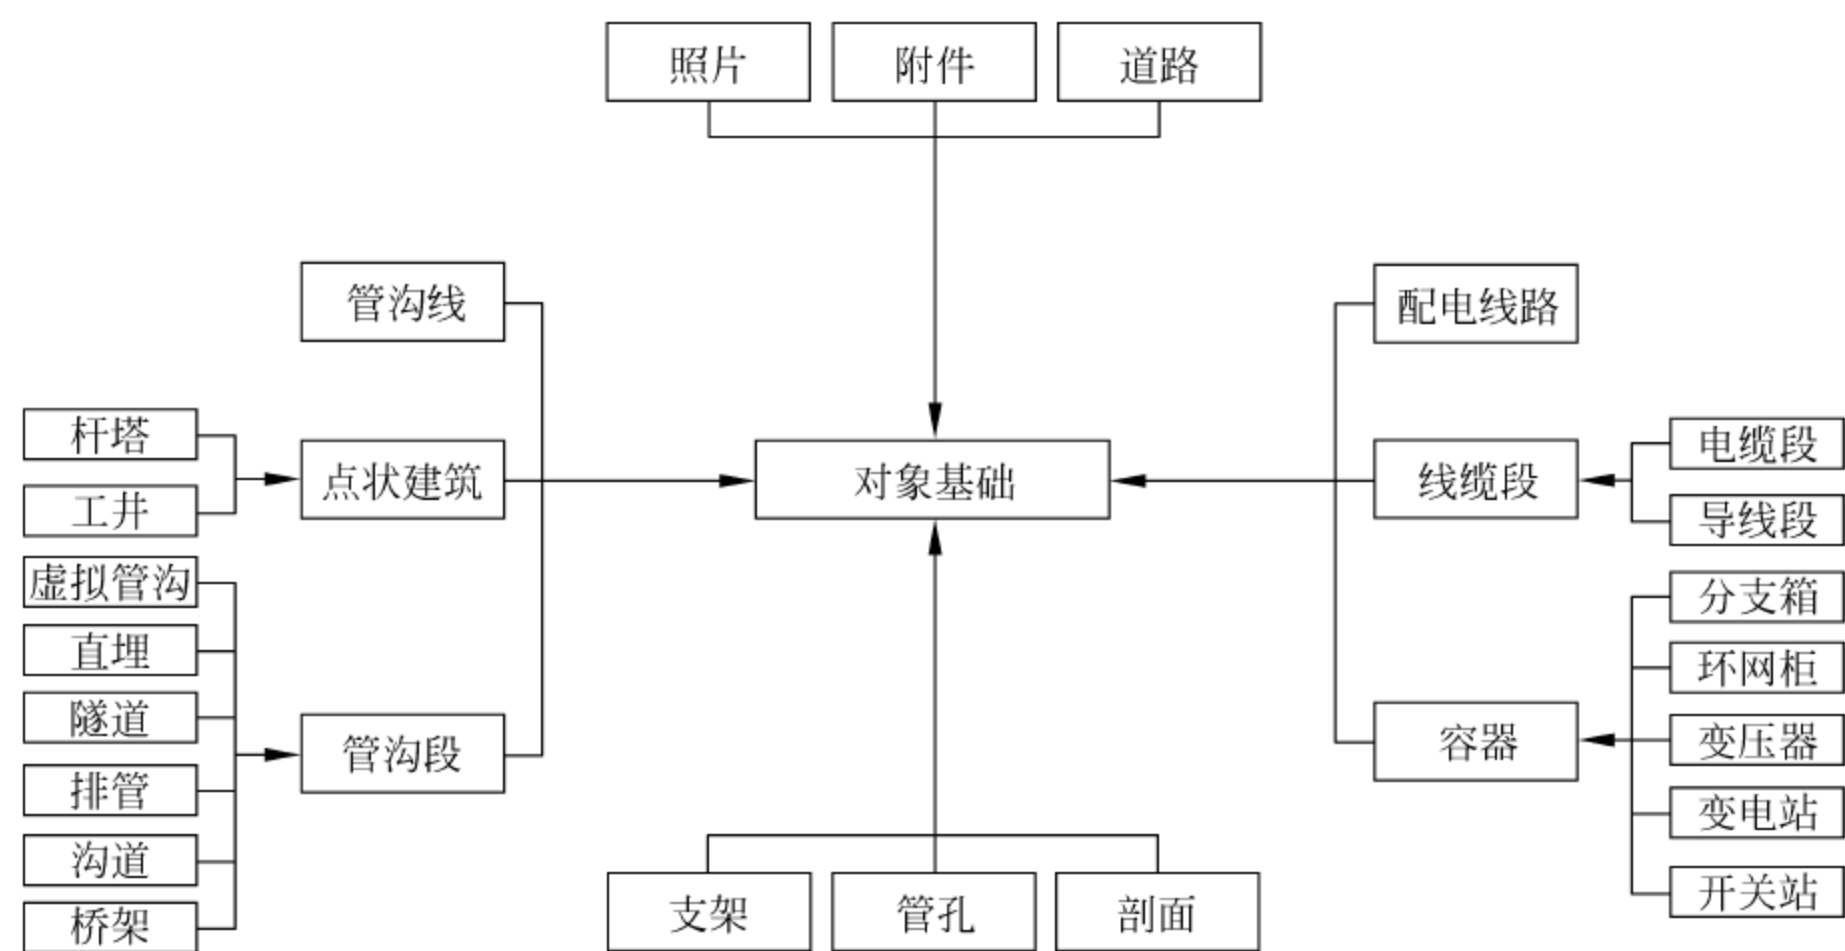 照片
附件
道路
管沟线
配电线路
杆塔
工井
点状建筑
对象基础
线缆段
电缆段
导线段
虚拟管沟
直埋
隧道
排管
沟道
桥架
管沟段
容器
分支箱
环网柜
变压器
变电站
开关站
支架
管孔
剖面